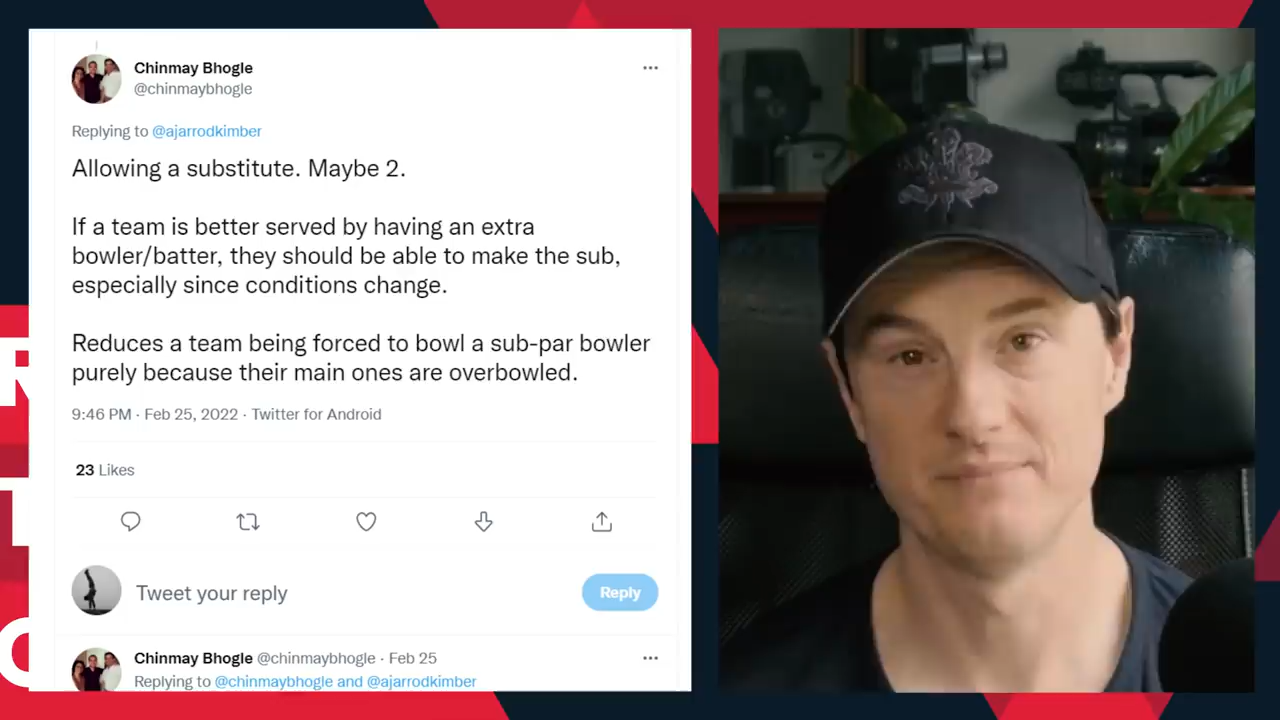 Chinmay Bhogle
@chinmaybhogle
Replying to @ajarrodkimber
Allowing a substitute. Maybe 2.
If a team is better served by having an extra
bowler/batter, they should be able to make the sub,
especially since conditions change.
Reduces a team being forced to bowl a sub-par bowler
purely because their main ones are overbowled.
9:46 PM · Feb 25, 2022 · Twitter for Android
23 Likes
Tweet your reply
Reply
Chinmay Bhogle @chinmaybhogle · Feb 25
Replying to @chinmaybhogle and @ajarrodkimber